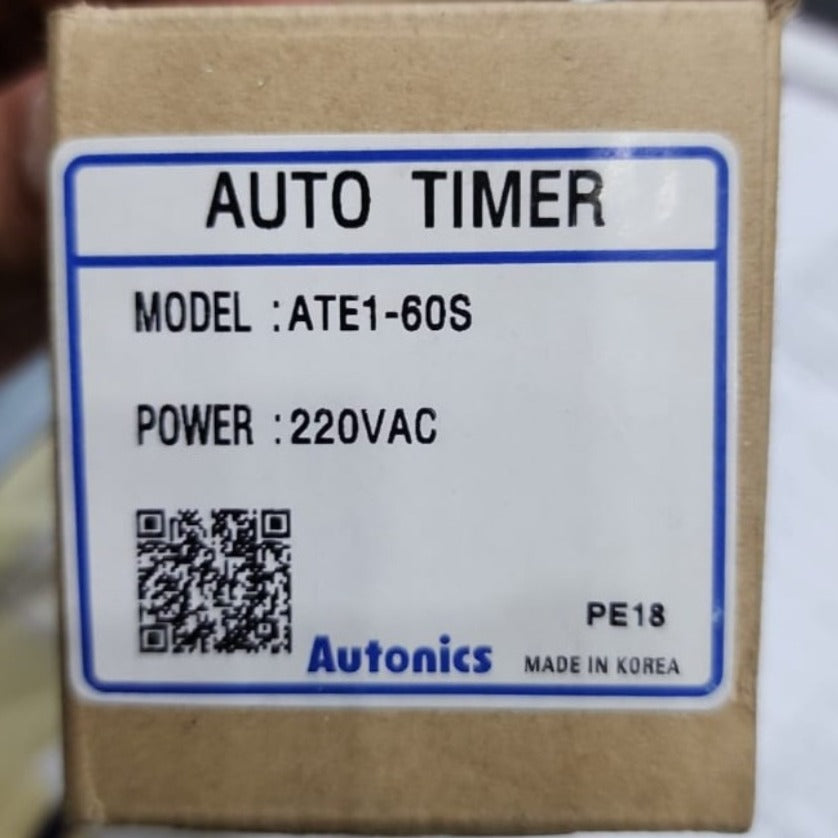 AUTO TIMER
MODEL :ATE1-60S
POWER :220VAC
PE18
Autonics MADE IN KOREA